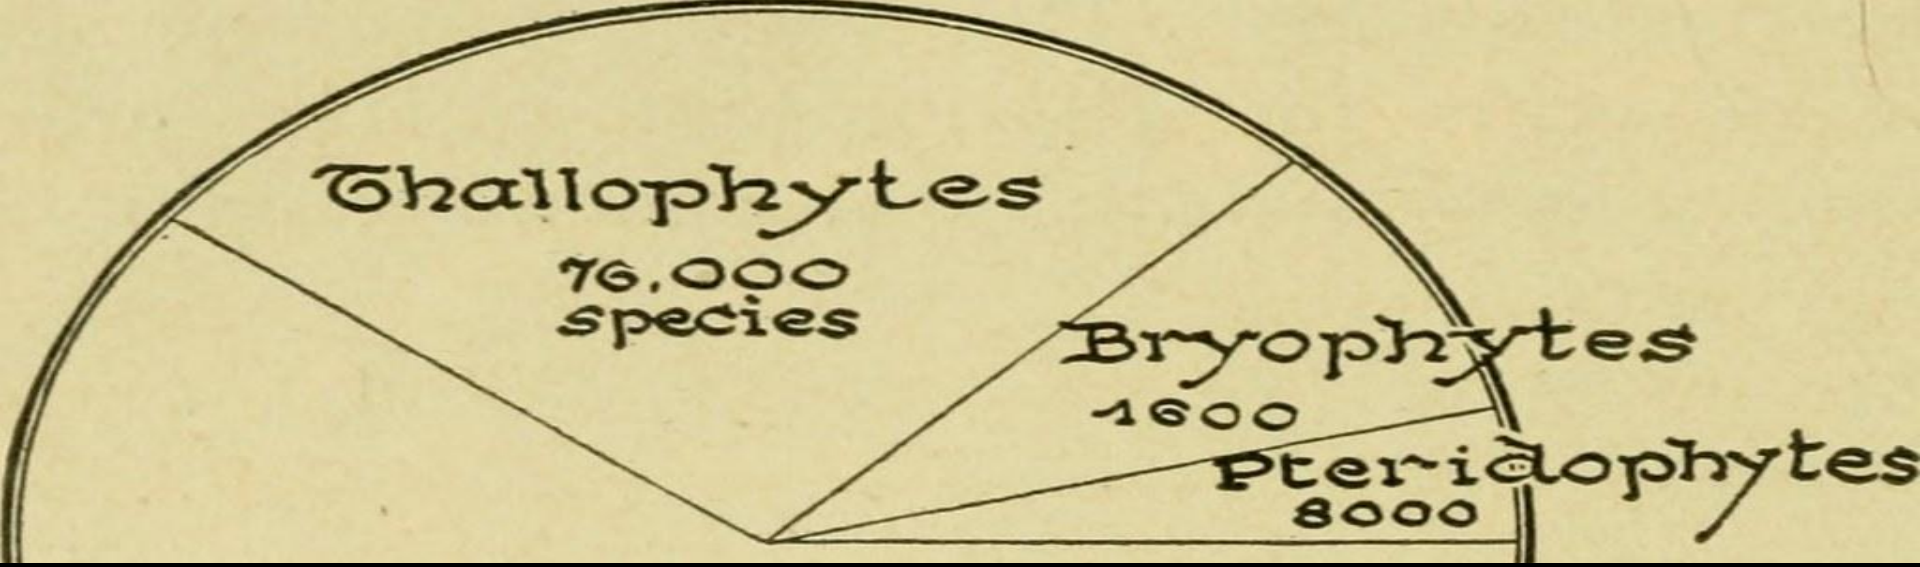 Thallophytes
76.000
species
Bryophytes
1600
Pteridophytes
8000